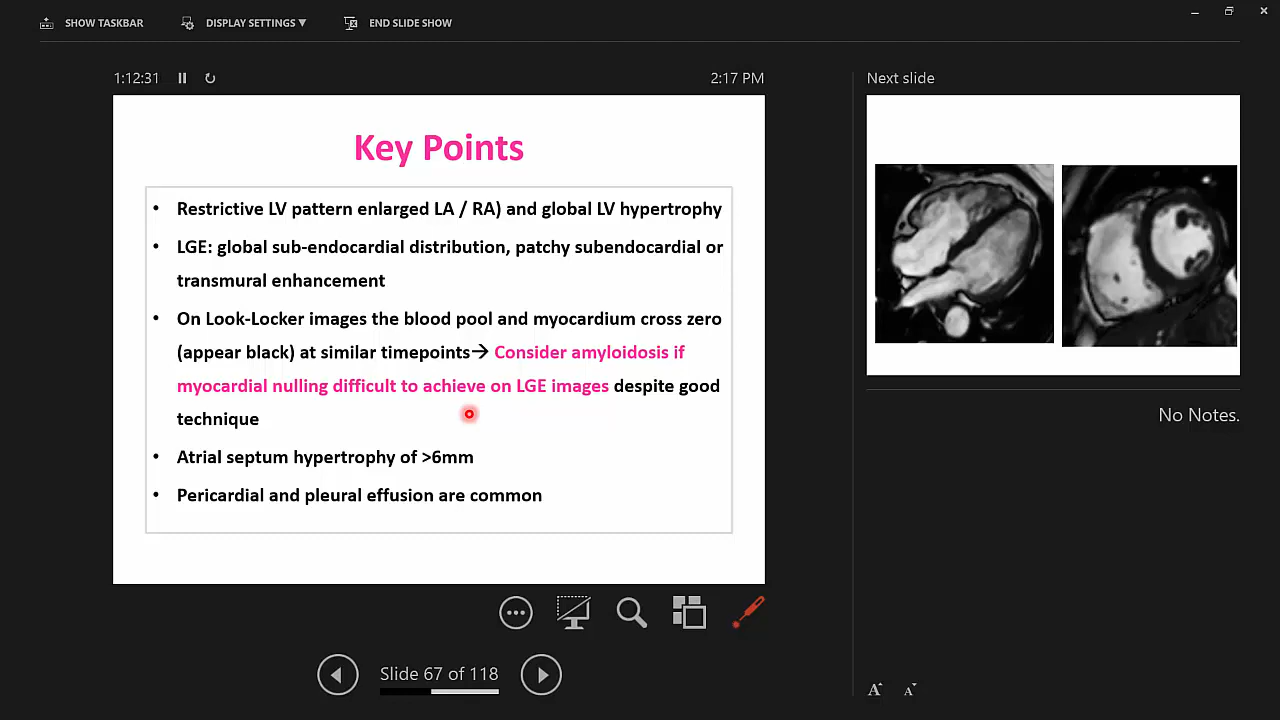 SHOW TASKBAR
DISPLAY SETTINGS ▼
END SLIDE SHOW
1:12:31
2:17 PM
Next slide
Key Points
• Restrictive LV pattern enlarged LA / RA) and global LV hypertrophy
• LGE: global sub-endocardial distribution, patchy subendocardial or
transmural enhancement
• On Look-Locker images the blood pool and myocardium cross zero
(appear black) at similar timepoints→ Consider amyloidosis if
myocardial nulling difficult to achieve on LGE images despite good
technique
• Atrial septum hypertrophy of >6mm
• Pericardial and pleural effusion are common
No Notes.
Slide 67 of 118
A A